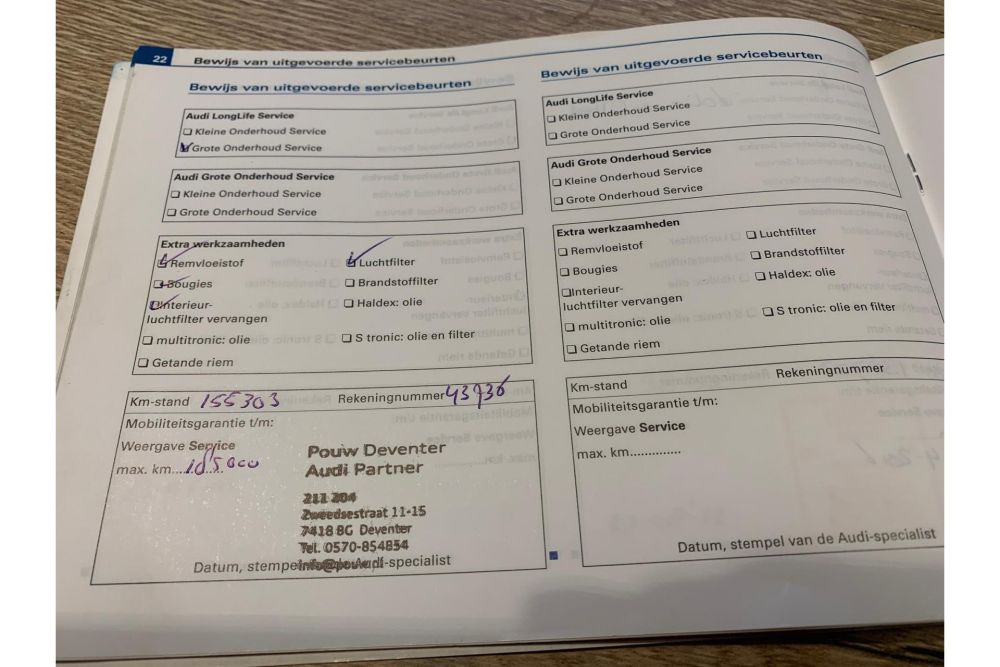 22
Bewijs van uitgevoerde servicebeurten
Bewijs van uitgevoerde servicebeurten
Audi LongLife Service
Kleine Onderhoud Service
Grote Onderhoud Service
Audi Grote Onderhoud Service
Kleine Onderhoud Service
Grote Onderhoud Service
Extra werkzaamheden
Remvloeistof
Luchtfilter
Bougies
Brandstoffilter
Interieur-
luchtfilter vervangen
Haldex: olie
multitronic: olie
S tronic: olie en filter
Getande riem
Km-stand 155303 Rekeningnummer 43936
Mobiliteitsgarantie t/m:
Weergave Service
max. km.... 185000
Pouw Deventer
Audi Partner
211 204
Zweedsestraat 11-15
7418 BG Deventer
Tel. 0570-854854
Datum, stempel Audi-specialist
Bewijs van uitgevoerde servicebeurten
Audi LongLife Service
Kleine Onderhoud Service
Grote Onderhoud Service
Audi Grote Onderhoud Service
Kleine Onderhoud Service
Grote Onderhoud Service
Extra werkzaamheden
Remvloeistof
Luchtfilter
Bougies
Brandstoffilter
Interieur-
luchtfilter vervangen
Haldex: olie
multitronic: olie
S tronic: olie en filter
Getande riem
Km-stand Rekeningnummer
Mobiliteitsgarantie t/m:
Weergave Service
max. km.............
Datum, stempel van de Audi-specialist